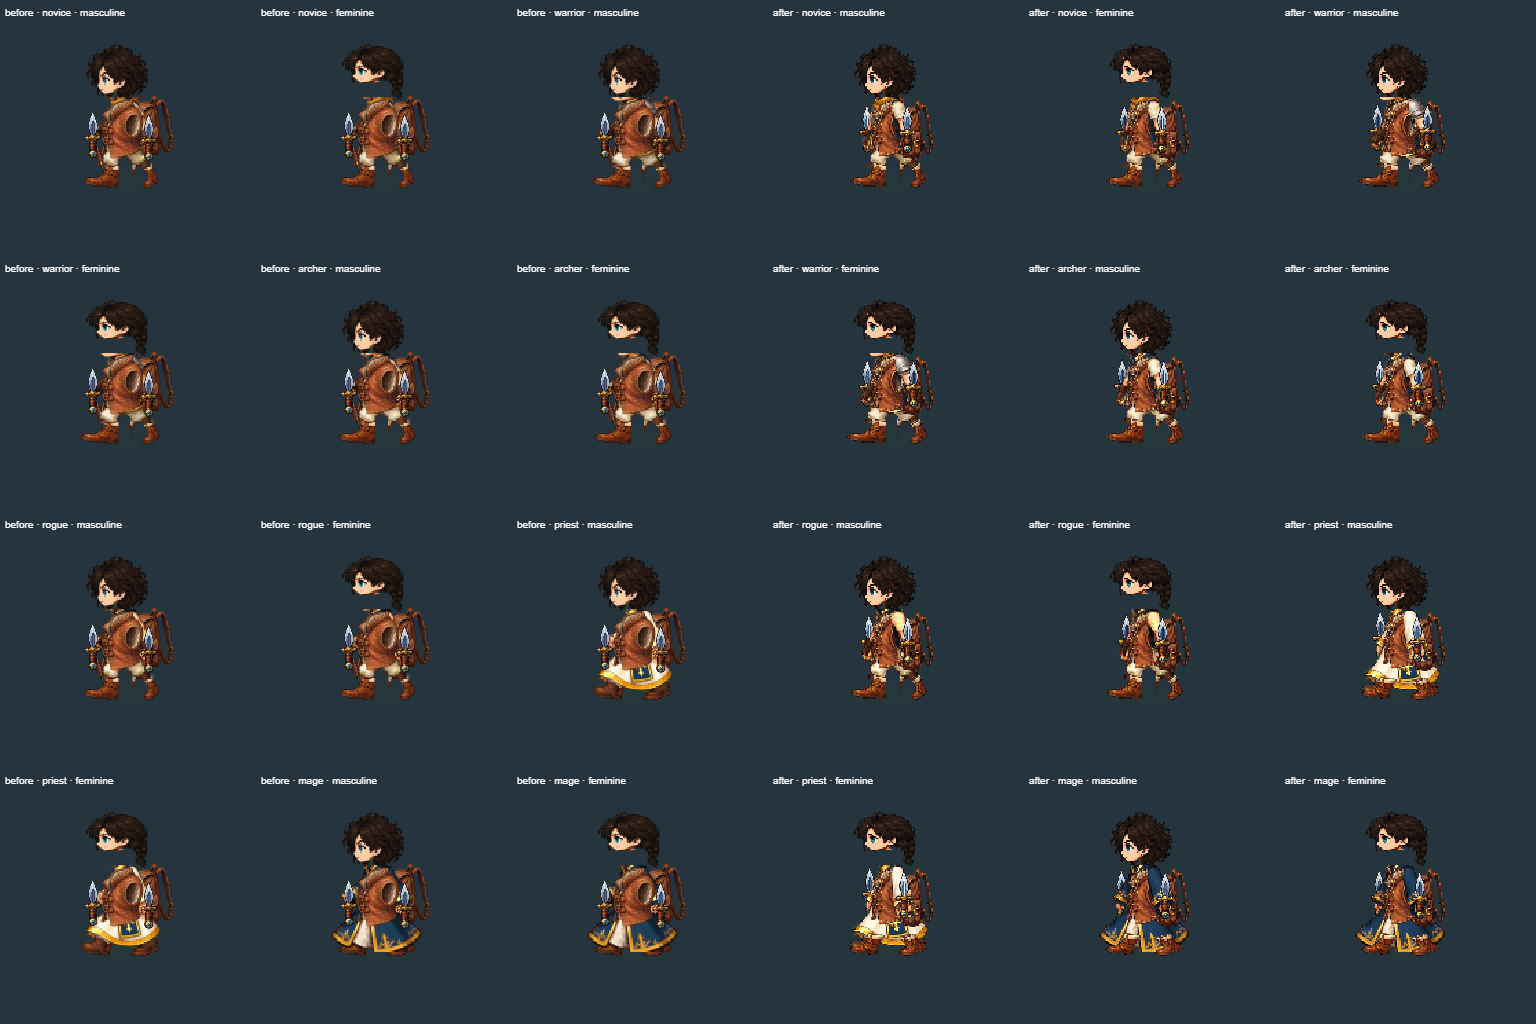 before - novice - masculine
before - novice - feminine
before - warrior - masculine
after - novice - masculine
after - novice - feminine
after - warrior - masculine
before - warrior - feminine
before - archer - masculine
before - archer - feminine
after - warrior - feminine
after - archer - masculine
after - archer - feminine
before - rogue - masculine
before - rogue - feminine
before - priest - masculine
after - rogue - masculine
after - rogue - feminine
after - priest - masculine
before - priest - feminine
before - mage - masculine
before - mage - feminine
after - priest - feminine
after - mage - masculine
after - mage - feminine